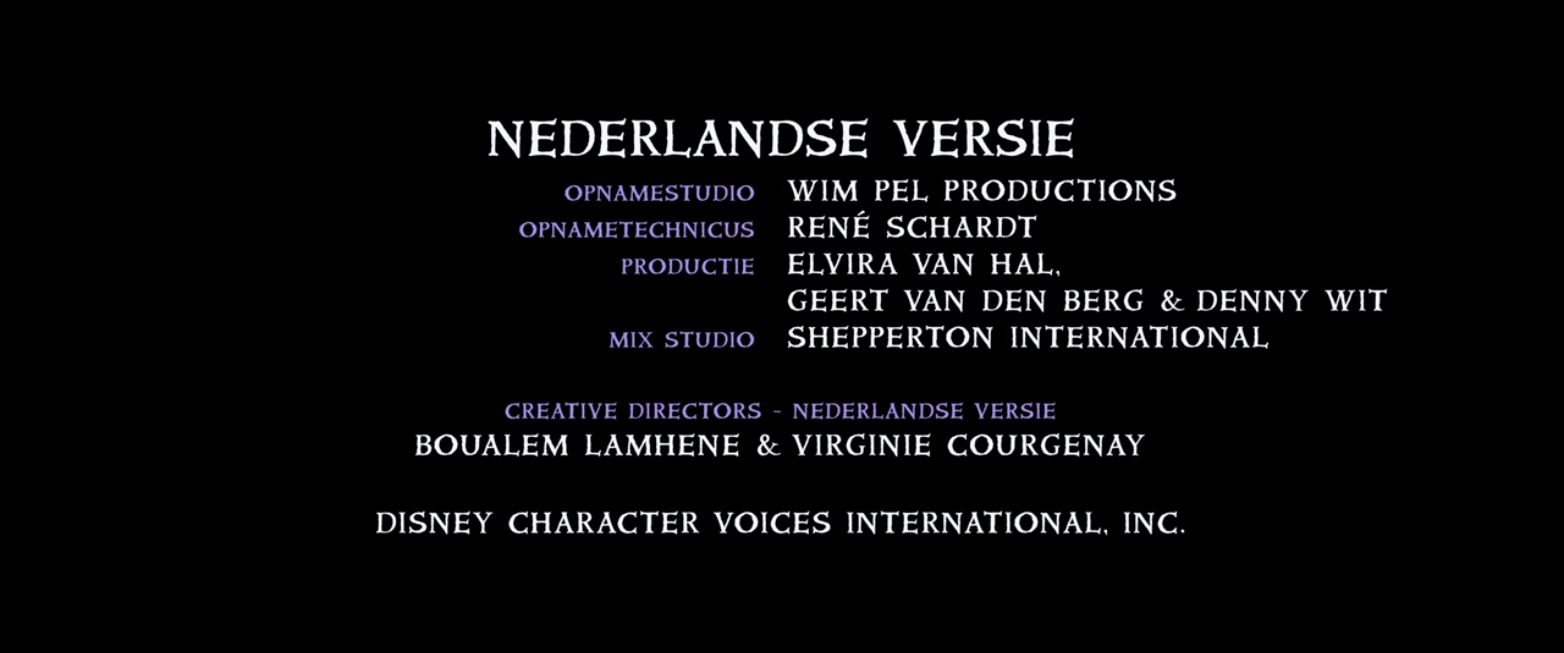 NEDERLANDSE VERSIE
OPNAMESTUDIO WIM PEL PRODUCTIONS
OPNAMETECHNICUS RENÉ SCHARDT
PRODUCTIE ELVIRA VAN HAL,
GEERT VAN DEN BERG & DENNY WIT
MIX STUDIO SHEPPERTON INTERNATIONAL
CREATIVE DIRECTORS - NEDERLANDSE VERSIE
BOUALEM LAMHENE & VIRGINIE COURGENAY
DISNEY CHARACTER VOICES INTERNATIONAL, INC.